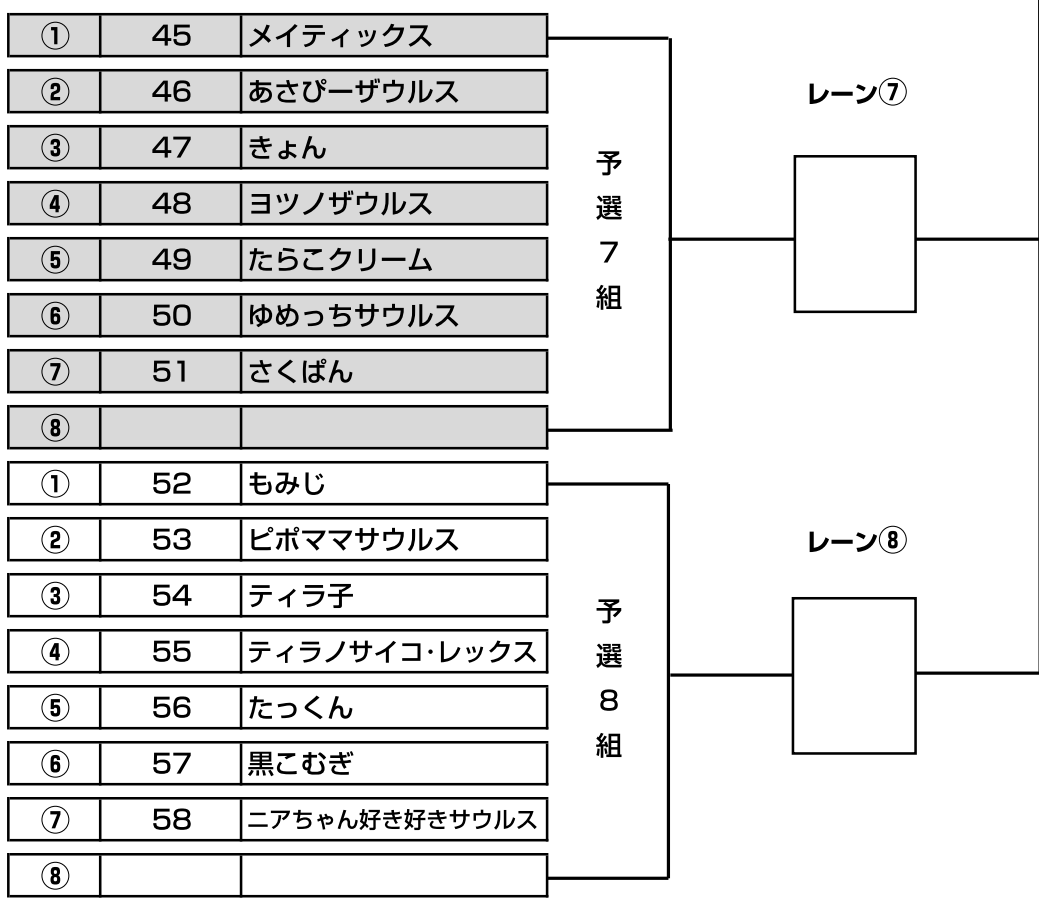 ① 45 メイティックス
② 46 あさぴーザウルス
③ 47 きょん
④ 48 ヨツノザウルス
⑤ 49 たらこクリーム
⑥ 50 ゆめっちサウルス
⑦ 51 さくぱん
⑧
予選7組
レーン⑦
① 52 もみじ
② 53 ピポママサウルス
③ 54 ティラ子
④ 55 ティラノサイコ・レックス
⑤ 56 たっくん
⑥ 57 黒こむぎ
⑦ 58 ニアちゃん好き好きサウルス
⑧
予選8組
レーン⑧